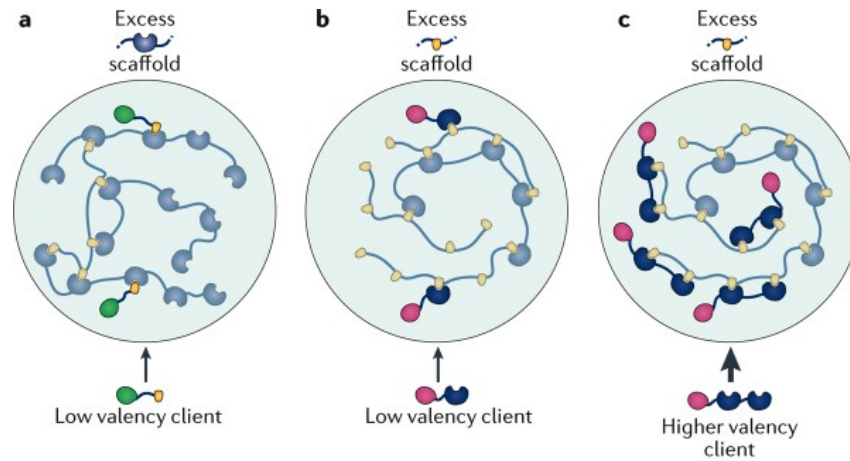 a
Excess
scaffold
Low valency client
b
Excess
scaffold
Low valency client
c
Excess
scaffold
Higher valency
client